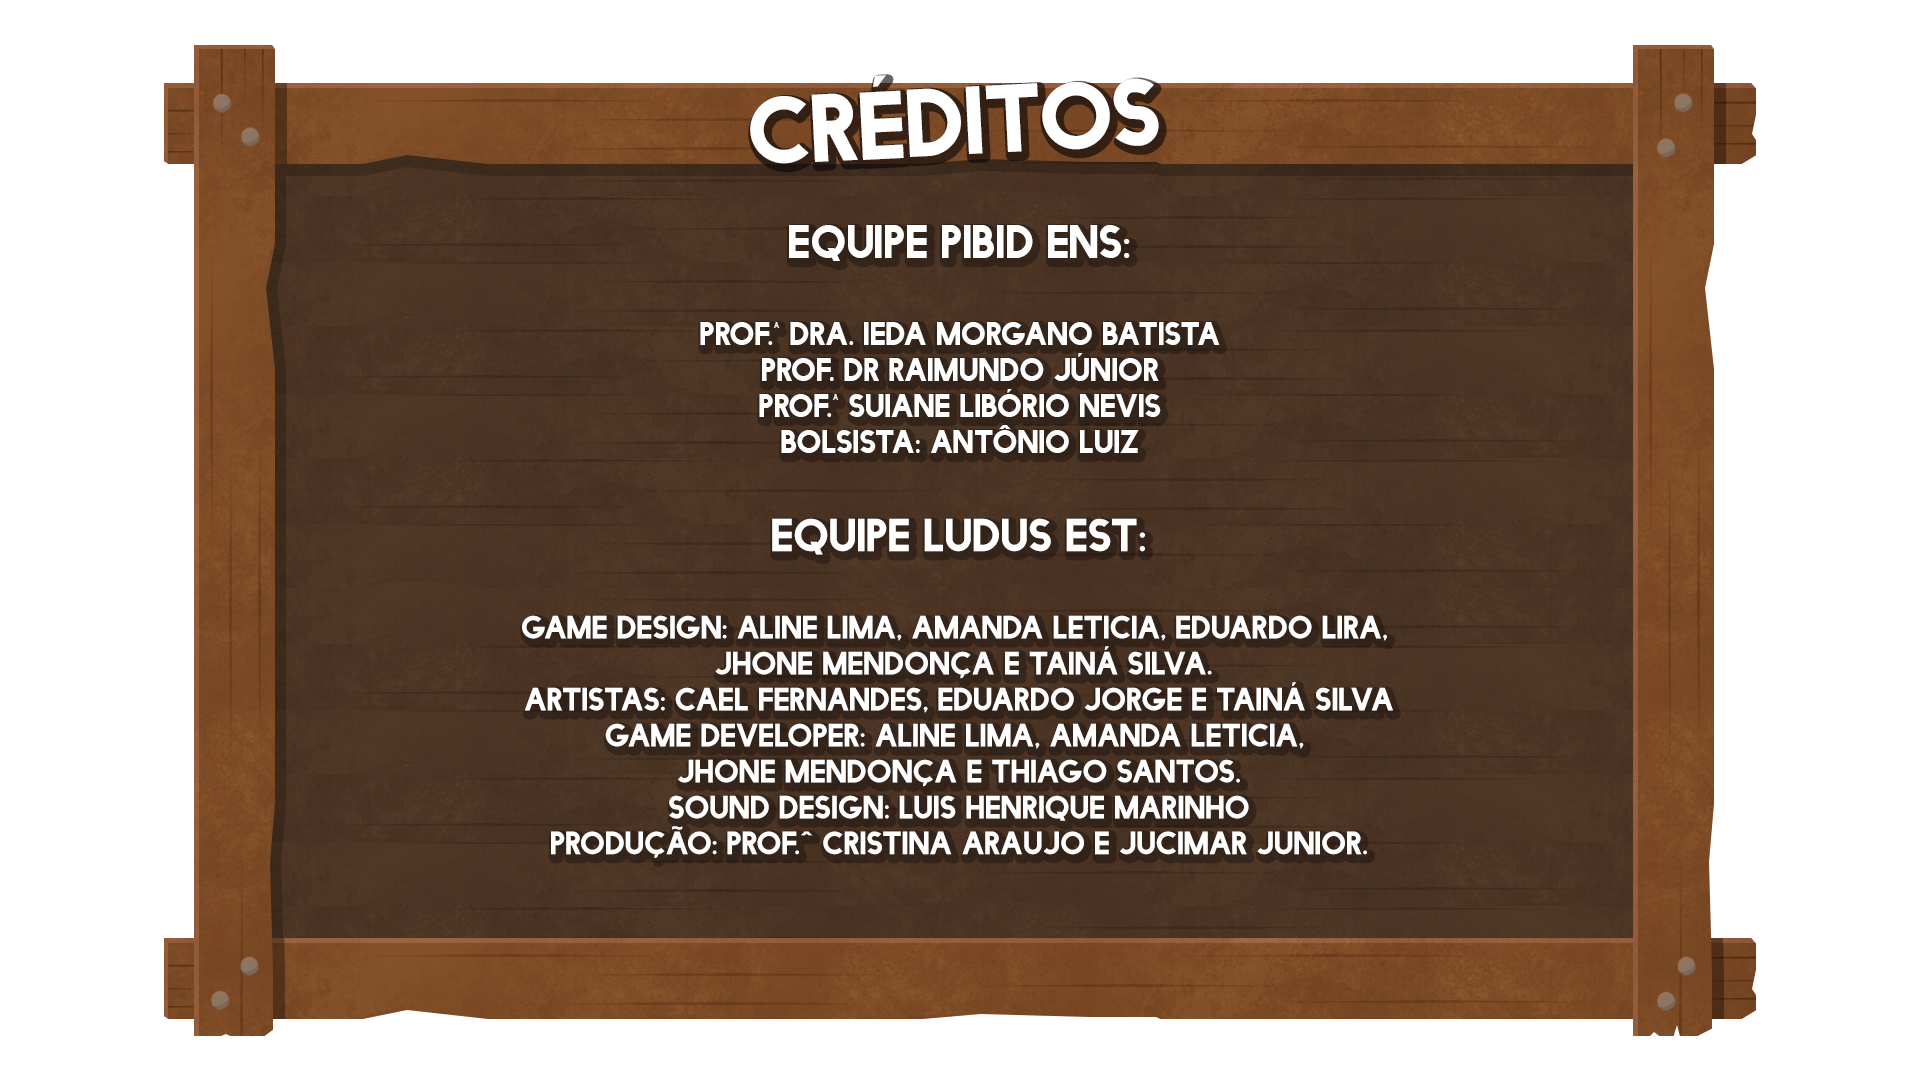 CRÉDITOS
EQUIPE PIBID ENS:
PROF.ª DRA. IEDA MORGANO BATISTA
PROF. DR RAIMUNDO JÚNIOR
PROF.ª SUIANE LIBÓRIO NEVIS
BOLSISTA: ANTÔNIO LUIZ
EQUIPE LUDUS EST:
GAME DESIGN: ALINE LIMA, AMANDA LETICIA, EDUARDO LIRA,
JHONE MENDONÇA E TAINÁ SILVA.
ARTISTAS: CAEL FERNANDES, EDUARDO JORGE E TAINÁ SILVA
GAME DEVELOPER: ALINE LIMA, AMANDA LETICIA,
JHONE MENDONÇA E THIAGO SANTOS.
SOUND DESIGN: LUIS HENRIQUE MARINHO
PRODUÇÃO: PROF.^ CRISTINA ARAUJO E JUCIMAR JUNIOR.